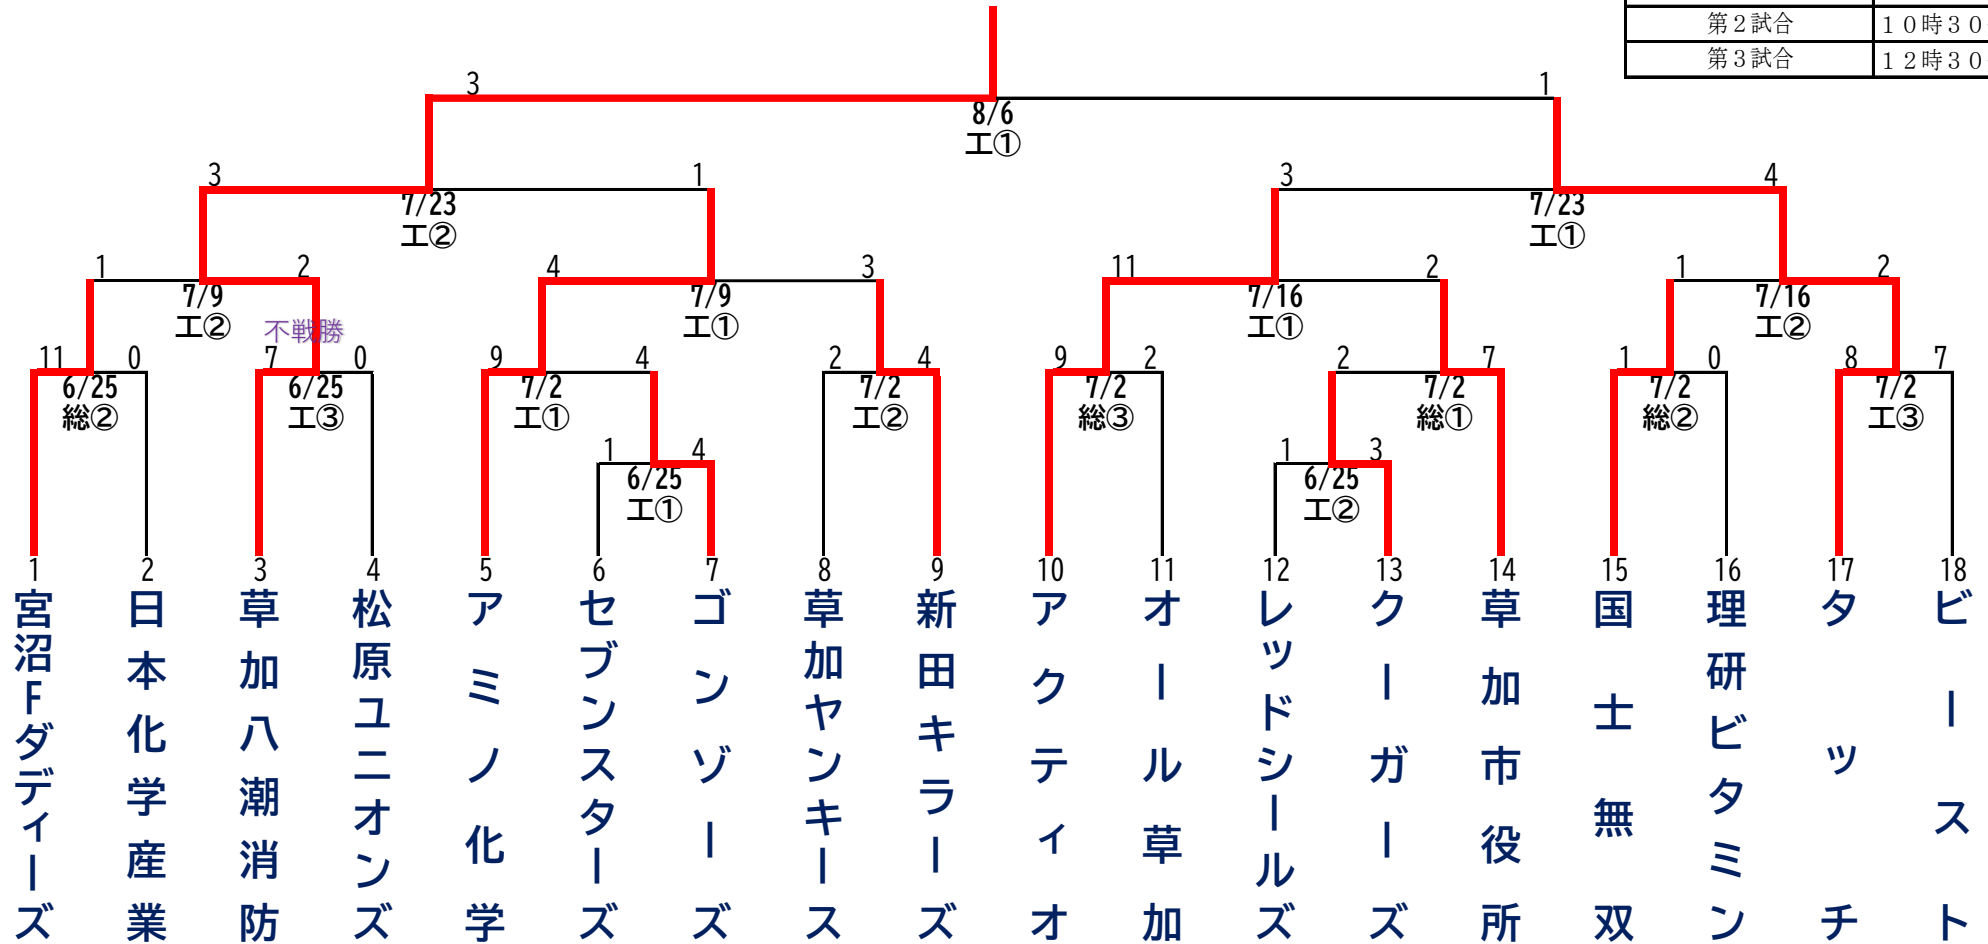 第２試合 １０時３０
第３試合 １２時３０
3 1
8/6
工①
3 1 3 4
7/23 7/23
工② 工①
1 2 4 3 11 2 1 2
7/9 7/9 7/16 7/16
工② 工① 工① 工②
不戦勝
11 0 7 0 9 4 2 4 9 2 2 7 1 0 8 7
6/25 6/25 7/2 7/2 7/2 7/2 7/2 7/2
総② 工③ 工① 工② 総③ 総① 総② 工③
1 4 1 3
6/25 6/25
工① 工②
1 2 3 4 5 6 7 8 9 10 11 12 13 14 15 16 17 18
宮沼Fダディーズ
日本化学産業
草加八潮消防
松原ユニオンズ
アミノ化学
セブンスターズ
ゴンゾーズ
草加ヤンキース
新田キラーズ
アクティオ
オール草加
レッドシールズ
クーガーズ
草加市役所
国士無双
理研ビタミン
タッチ
ビースト